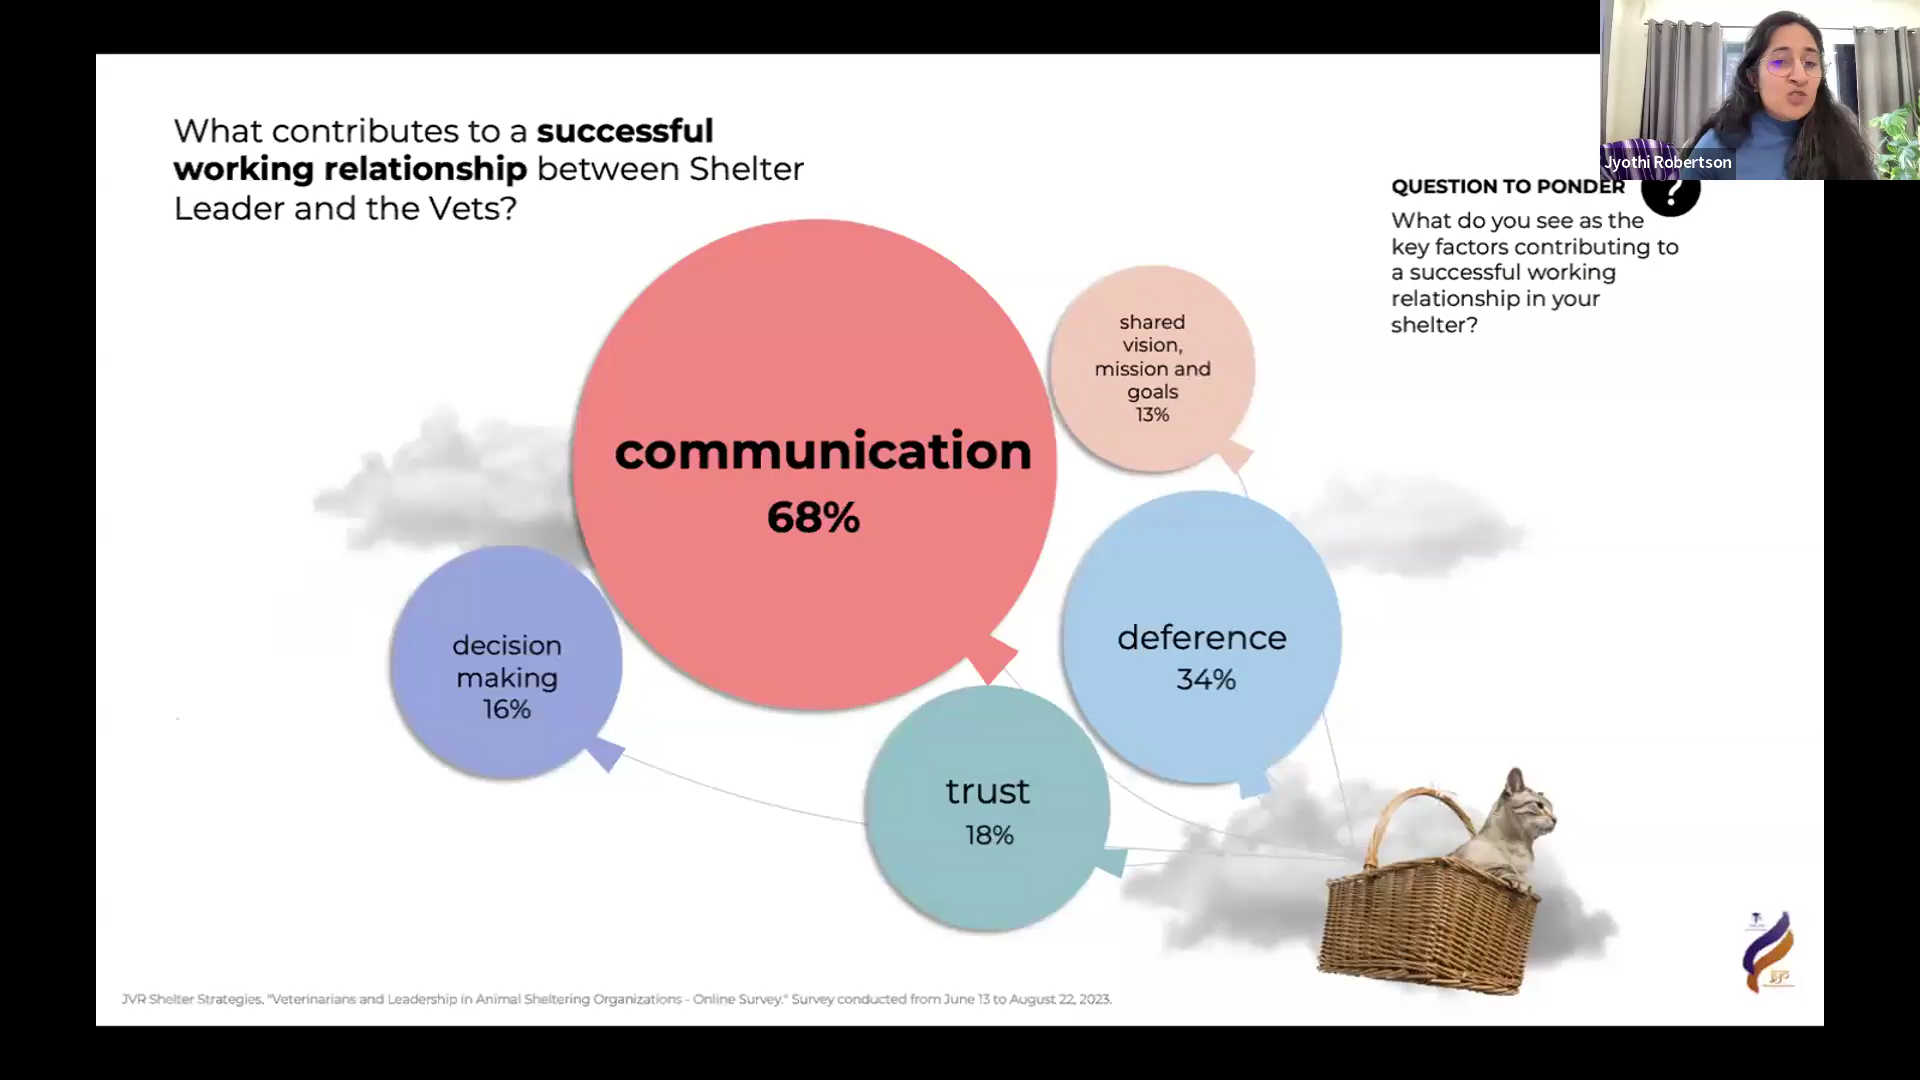 What contributes to a successful
working relationship between Shelter
Leader and the Vets?
Jyothi Robertson
QUESTION TO PONDER
?
What do you see as the
key factors contributing to
a successful working
relationship in your
shelter?
communication
68%
shared
vision,
mission and
goals
13%
deference
34%
decision
making
16%
trust
18%
JVR Shelter Strategies. "Veterinarians and Leadership in Animal Sheltering Organizations - Online Survey." Survey conducted from June 13 to August 22, 2023.